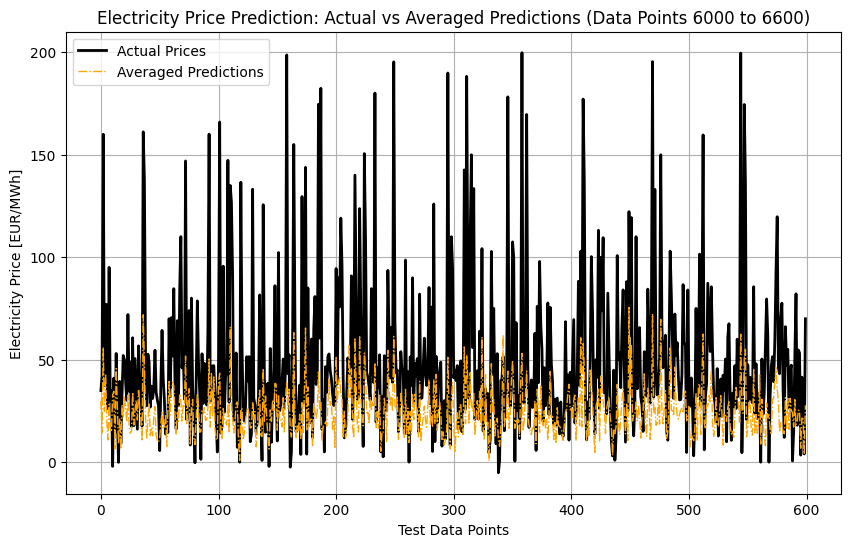 Electricity Price Prediction: Actual vs Averaged Predictions (Data Points 6000 to 6600)
Actual Prices
Averaged Predictions
Electricity Price [EUR/MWh]
200
150
100
50
0
0 100 200 300 400 500 600
Test Data Points